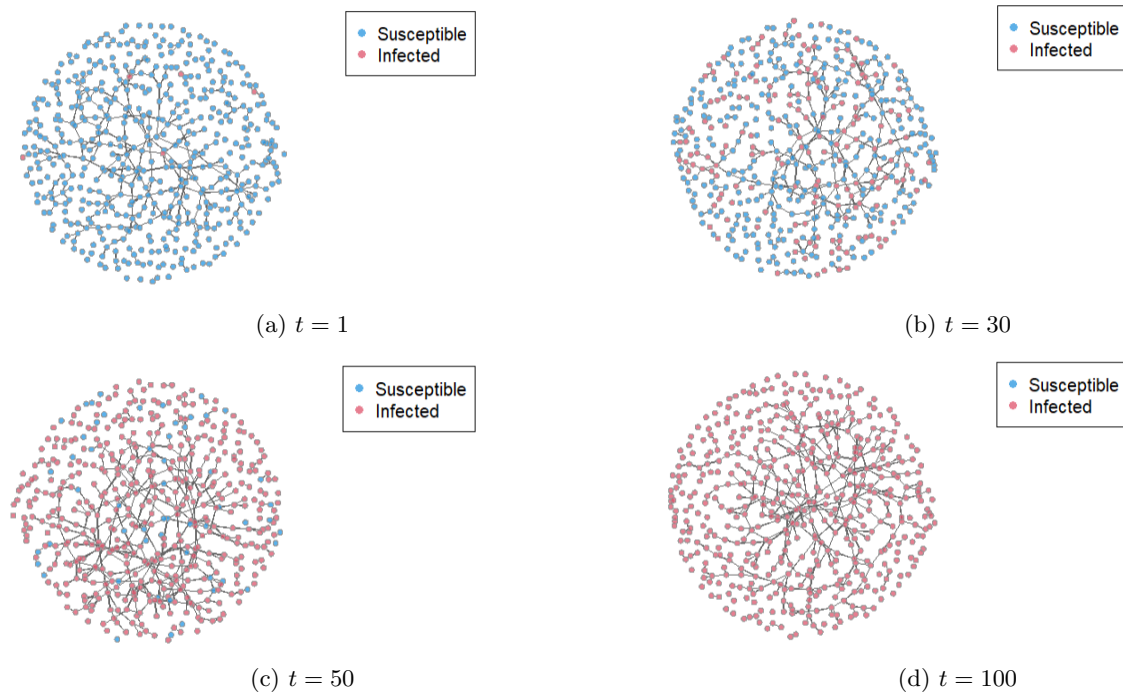 Susceptible
Infected
Susceptible
Infected
(a) t = 1
(b) t = 30
Susceptible
Infected
Susceptible
Infected
(c) t = 50
(d) t = 100